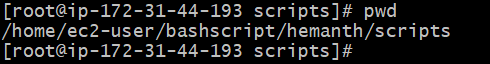 [root@ip-172-31-44-193 scripts]# pwd
/home/ec2-user/bashscript/hemanth/scripts
[root@ip-172-31-44-193 scripts]#